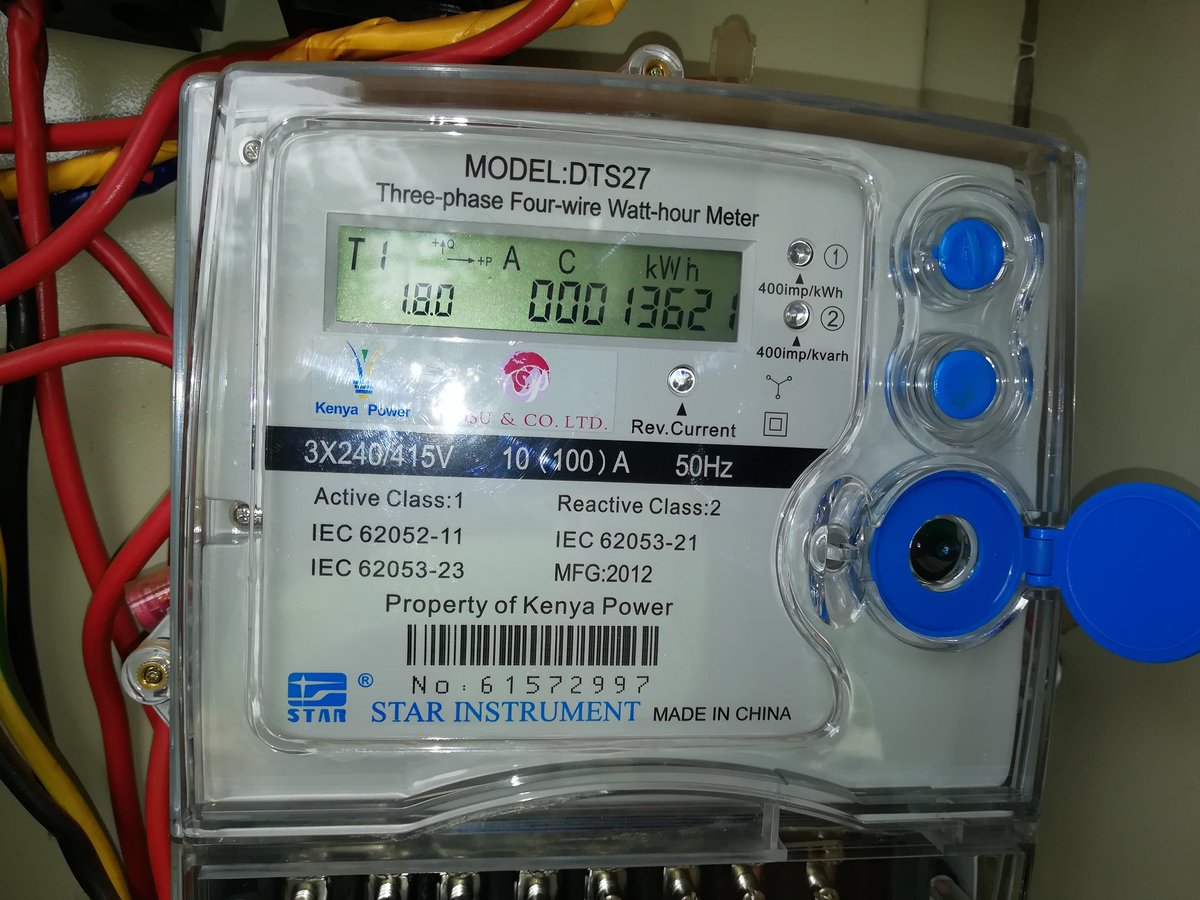 MODEL:DTS27
Three-phase Four-wire Watt-hour Meter
T1 +Q +P A C kWh
1.8.0 00013621
1
400imp/kWh
2
400imp/kvarh
Kenya Power
& CO. LTD.
Rev.Current
3X240/415V 10(100)A 50Hz
Active Class:1 Reactive Class:2
IEC 62052-11 IEC 62053-21
IEC 62053-23 MFG:2012
Property of Kenya Power
No:61572997
STAR ® STAR INSTRUMENT MADE IN CHINA